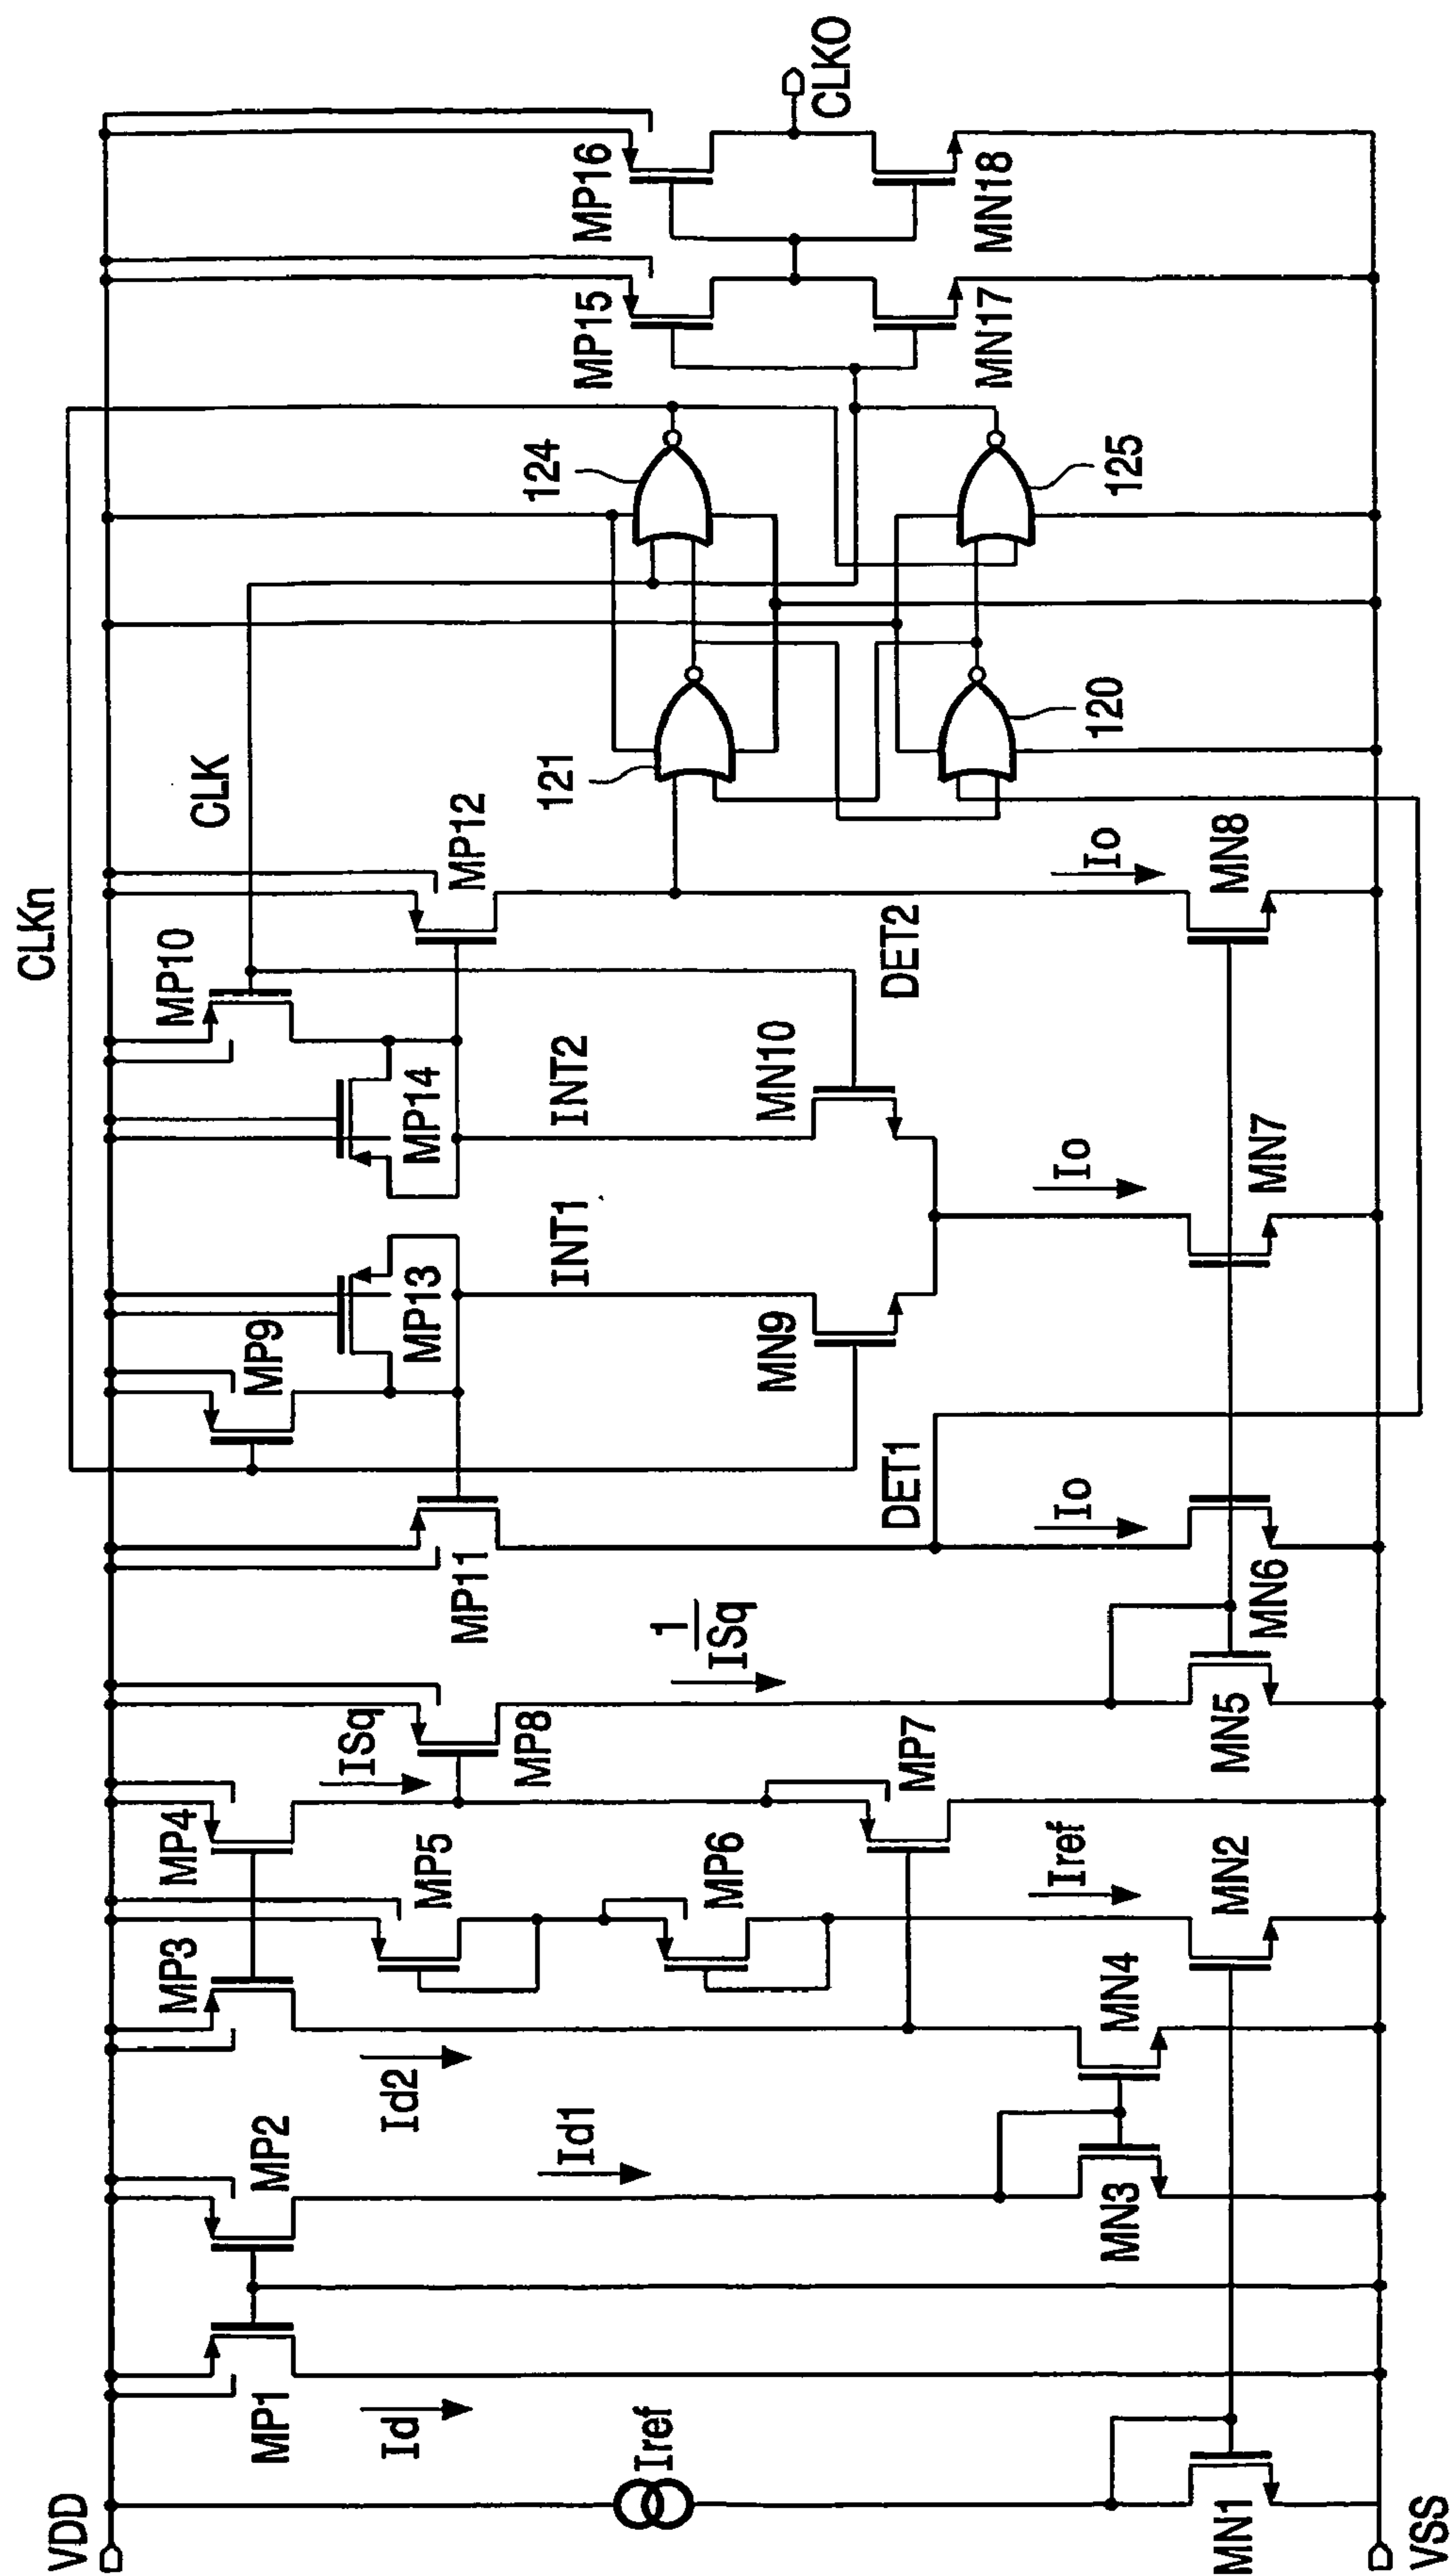 VDD
VSS
Iref
MN1
MP1
Id
MP2
Id1
MN3
MP3
Id2
MN4
MP4
MP5
MP6
Iref
MN2
ISq
MP8
MP7
1
ISq
MN5
MP11
DET1
Io
MN6
MP9
MP13
INT1
MN9
CLKn
MP10
MP14
INT2
MN10
Io
MN7
CLK
MP12
DET2
Io
MN8
121
120
124
125
MP15
MN17
MP16
MN18
CLKO